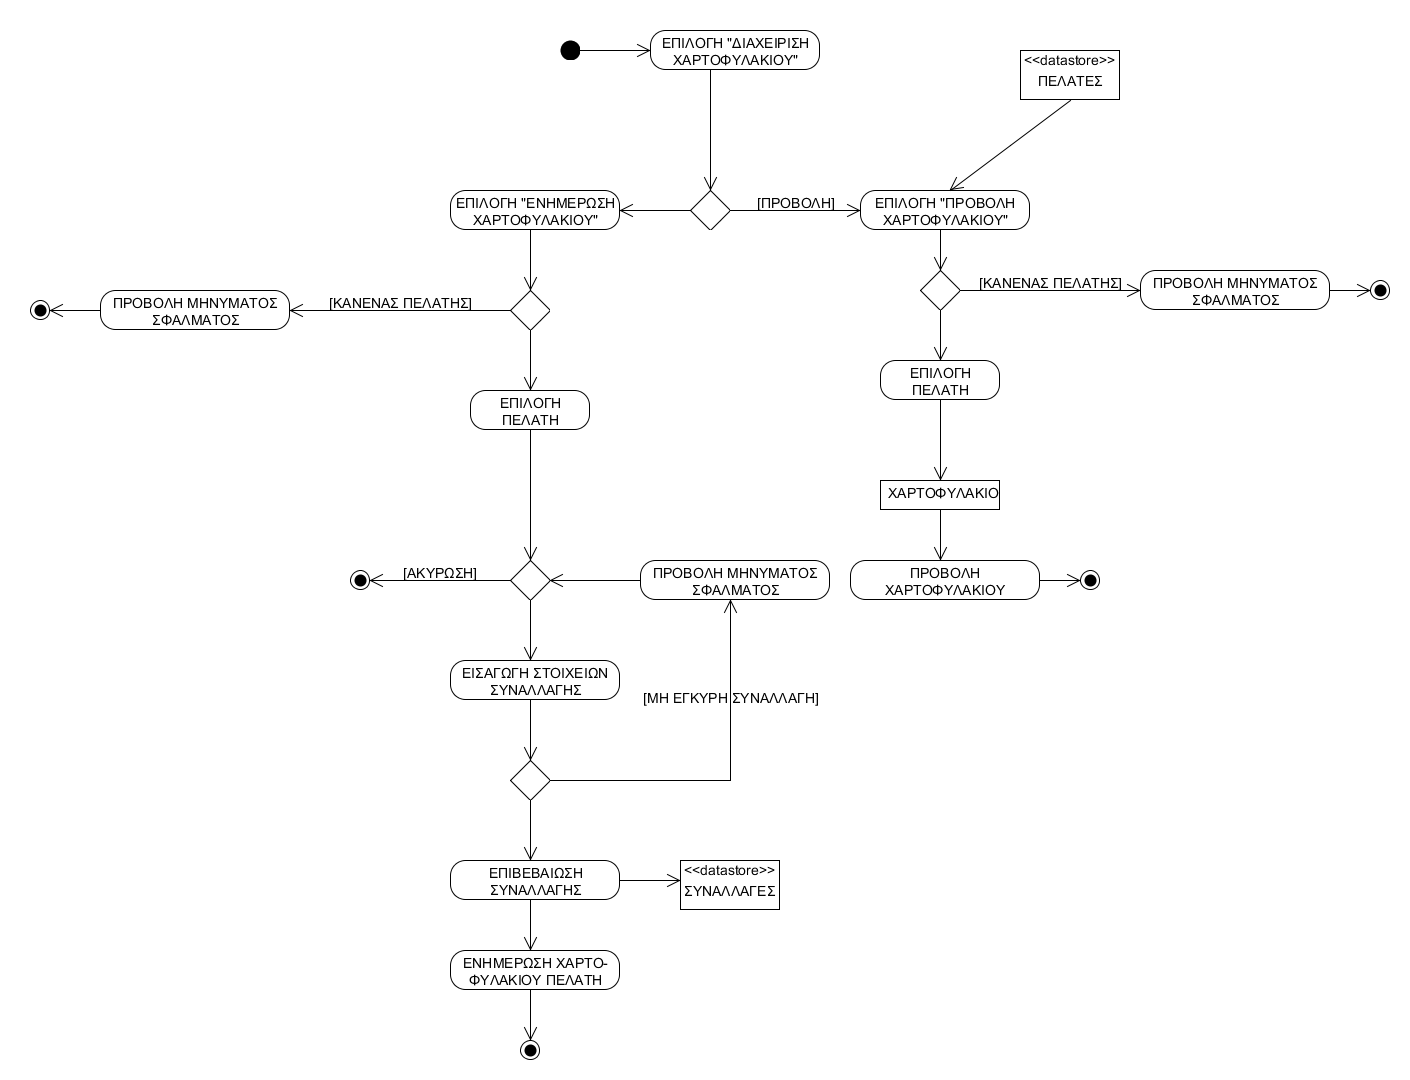 ΕΠΙΛΟΓΗ "ΔΙΑΧΕΙΡΙΣΗ
ΧΑΡΤΟΦΥΛΑΚΙΟΥ"
<<datastore>>
ΠΕΛΑΤΕΣ
ΕΠΙΛΟΓΗ "ΕΝΗΜΕΡΩΣΗ
ΧΑΡΤΟΦΥΛΑΚΙΟΥ"
[ΠΡΟΒΟΛΗ]
ΕΠΙΛΟΓΗ "ΠΡΟΒΟΛΗ
ΧΑΡΤΟΦΥΛΑΚΙΟΥ"
ΠΡΟΒΟΛΗ ΜΗΝΥΜΑΤΟΣ
ΣΦΑΛΜΑΤΟΣ
[ΚΑΝΕΝΑΣ ΠΕΛΑΤΗΣ]
[ΚΑΝΕΝΑΣ ΠΕΛΑΤΗΣ]
ΠΡΟΒΟΛΗ ΜΗΝΥΜΑΤΟΣ
ΣΦΑΛΜΑΤΟΣ
ΕΠΙΛΟΓΗ
ΠΕΛΑΤΗ
ΕΠΙΛΟΓΗ
ΠΕΛΑΤΗ
ΧΑΡΤΟΦΥΛΑΚΙΟ
[ΑΚΥΡΩΣΗ]
ΠΡΟΒΟΛΗ ΜΗΝΥΜΑΤΟΣ
ΣΦΑΛΜΑΤΟΣ
ΠΡΟΒΟΛΗ
ΧΑΡΤΟΦΥΛΑΚΙΟΥ
ΕΙΣΑΓΩΓΗ ΣΤΟΙΧΕΙΩΝ
ΣΥΝΑΛΛΑΓΗΣ
[ΜΗ ΕΓΚΥΡΗ ΣΥΝΑΛΛΑΓΗ]
ΕΠΙΒΕΒΑΙΩΣΗ
ΣΥΝΑΛΛΑΓΗΣ
<<datastore>>
ΣΥΝΑΛΛΑΓΕΣ
ΕΝΗΜΕΡΩΣΗ ΧΑΡΤΟ-
ΦΥΛΑΚΙΟΥ ΠΕΛΑΤΗ